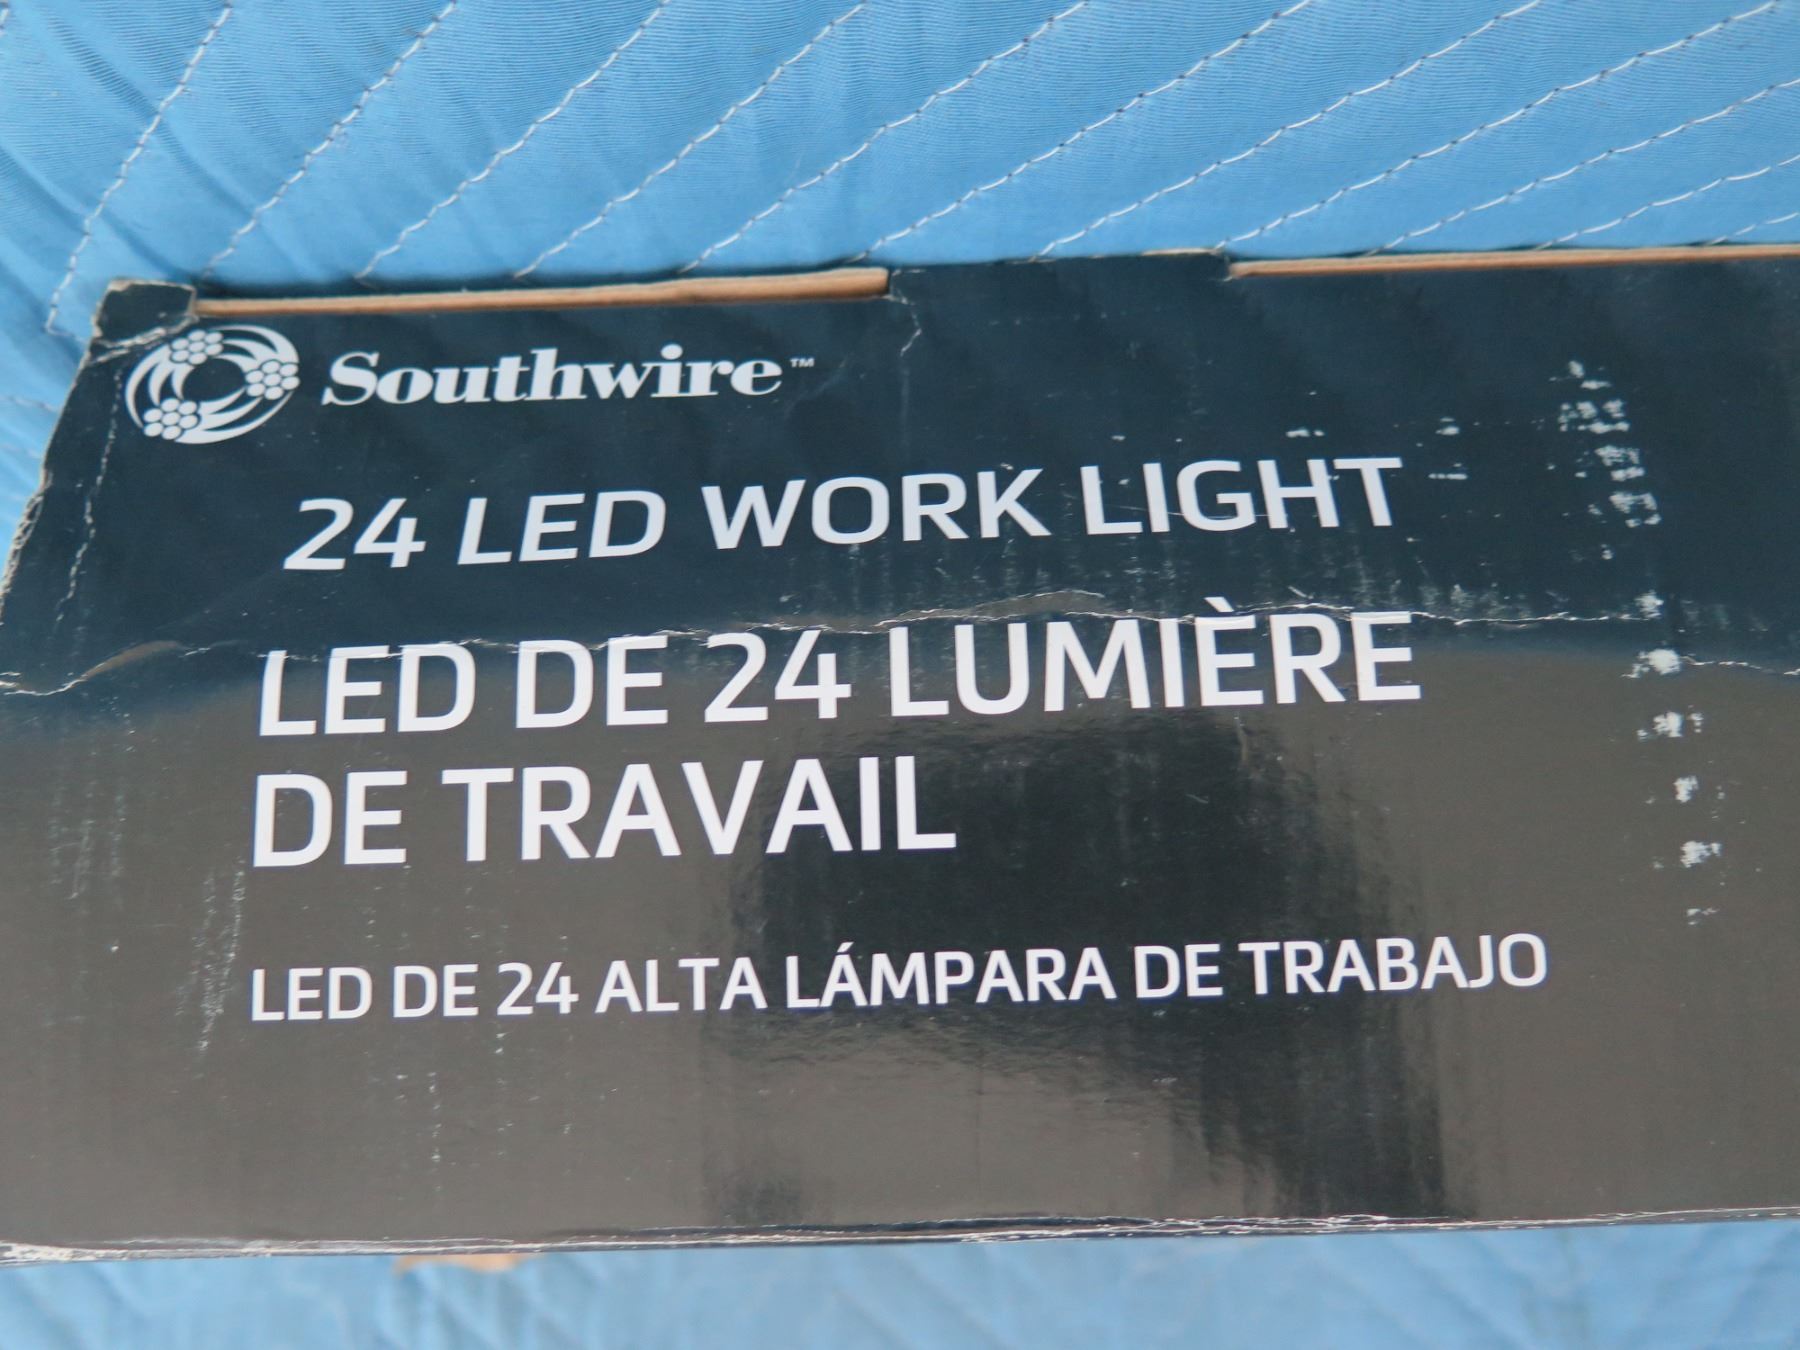 Southwire™
24 LED WORK LIGHT
LED DE 24 LUMIÈRE
DE TRAVAIL
LED DE 24 ALTA LÁMPARA DE TRABAJO